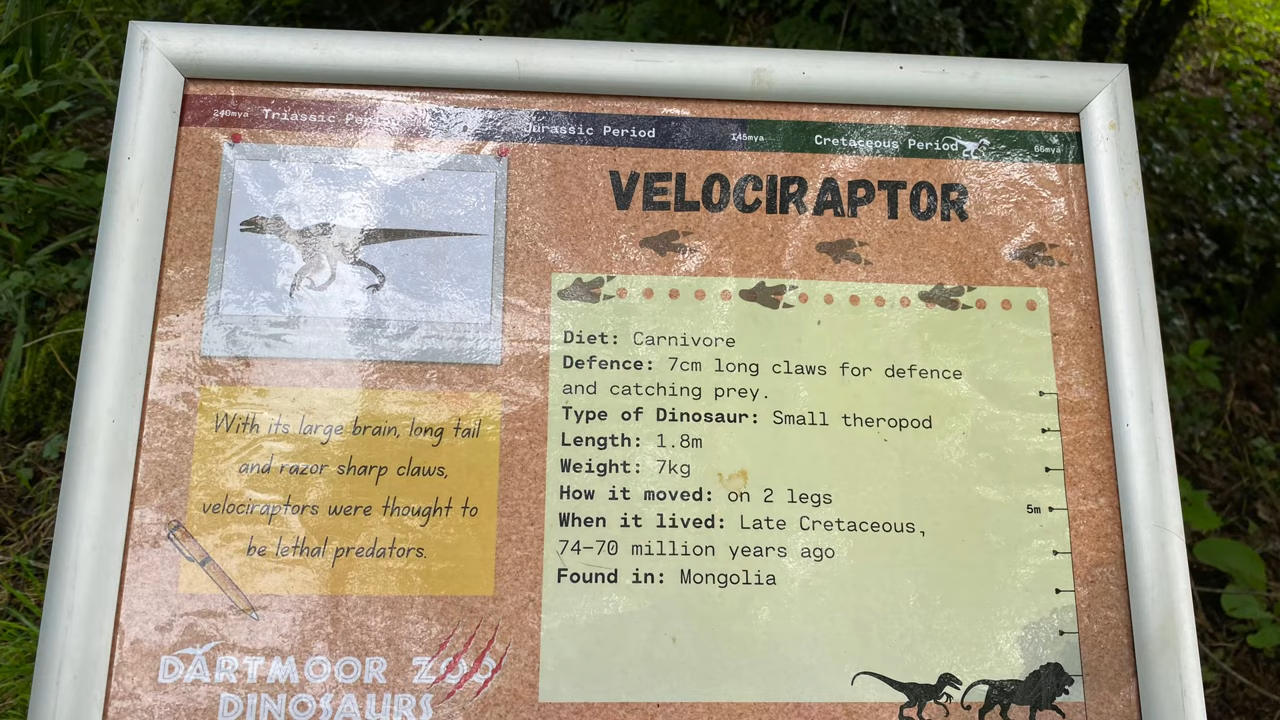 240mya Triassic Period Jurassic Period 145mya Cretaceous Period 66mya
VELOCIRAPTOR
Diet: Carnivore
Defence: 7cm long claws for defence
and catching prey.
Type of Dinosaur: Small theropod
Length: 1.8m
Weight: 7kg
How it moved: on 2 legs
When it lived: Late Cretaceous,
74-70 million years ago
Found in: Mongolia
5m
With its large brain, long tail
and razor sharp claws,
velociraptors were thought to
be lethal predators.
DARTMOOR ZOO
DINOSAURS